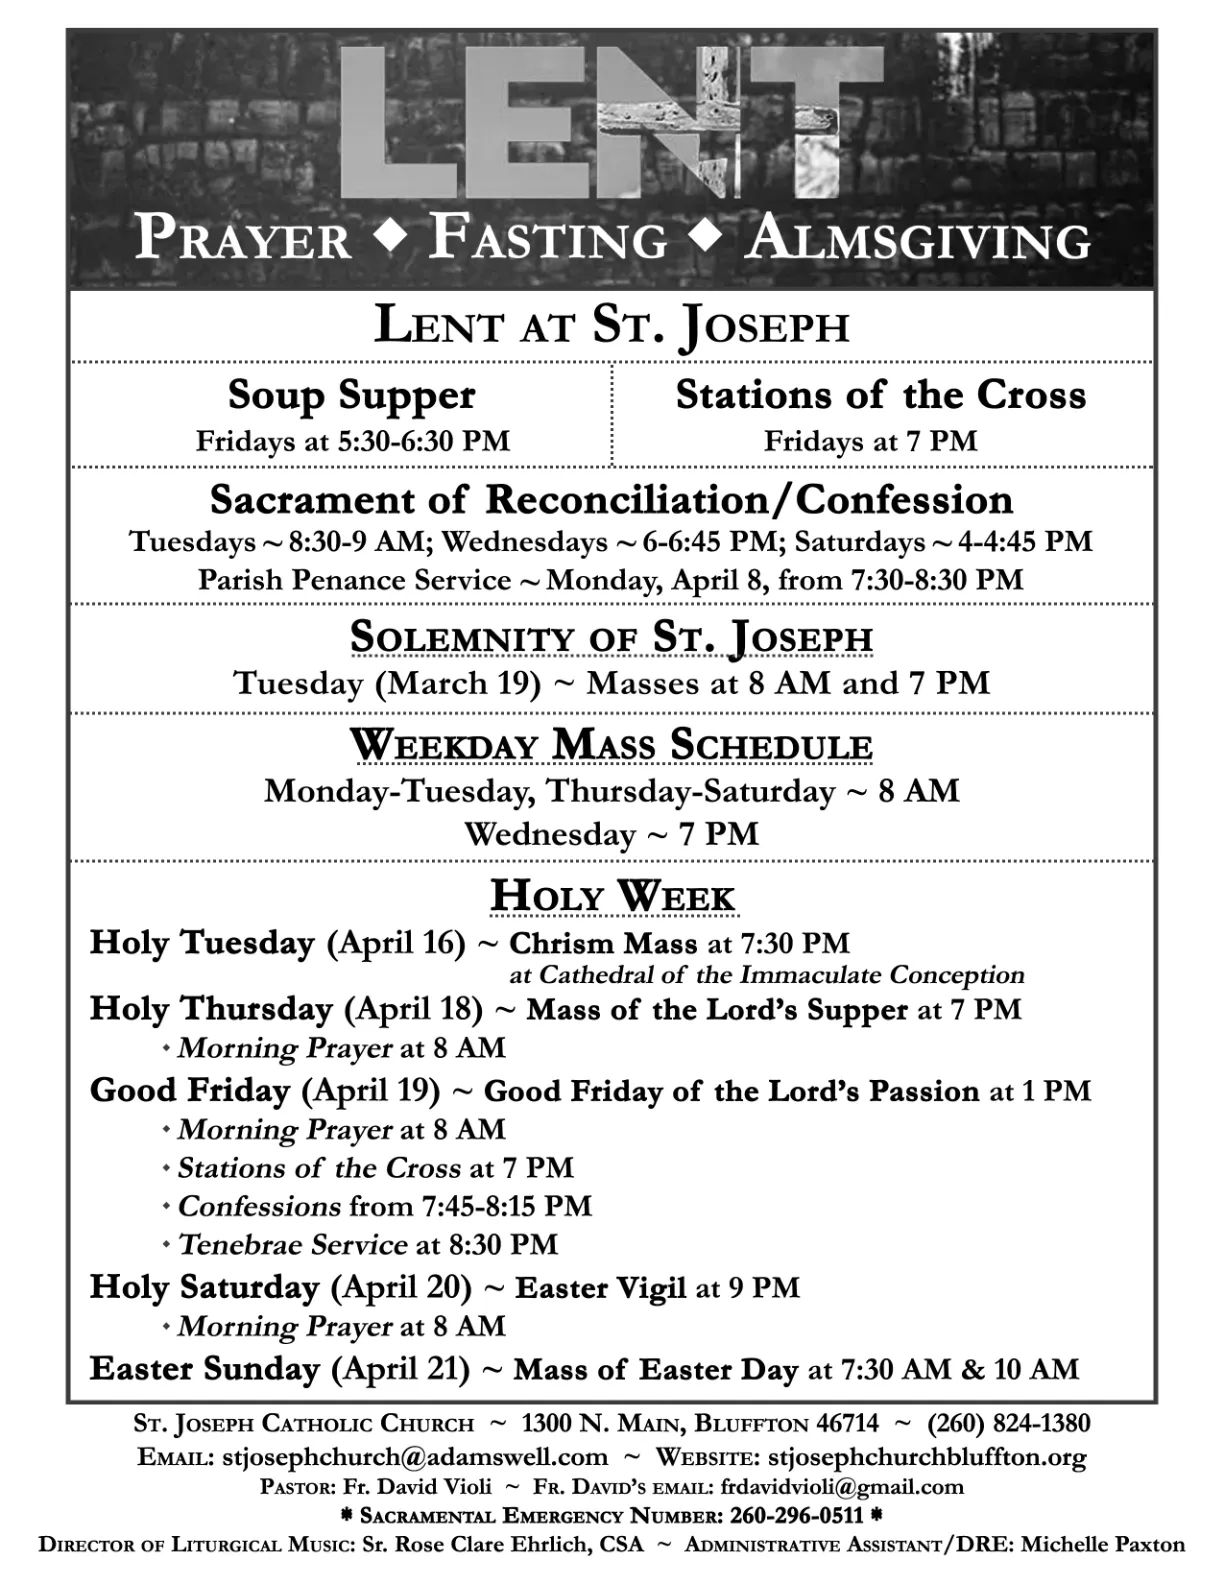 LENT
PRAYER ◆ FASTING ◆ ALMSGIVING
LENT AT ST. JOSEPH
Soup Supper
Fridays at 5:30-6:30 PM
Stations of the Cross
Fridays at 7 PM
Sacrament of Reconciliation/Confession
Tuesdays ~ 8:30-9 AM; Wednesdays ~ 6-6:45 PM; Saturdays ~ 4-4:45 PM
Parish Penance Service ~ Monday, April 8, from 7:30-8:30 PM
SOLEMNITY OF ST. JOSEPH
Tuesday (March 19) ~ Masses at 8 AM and 7 PM
WEEKDAY MASS SCHEDULE
Monday-Tuesday, Thursday-Saturday ~ 8 AM
Wednesday ~ 7 PM
HOLY WEEK
Holy Tuesday (April 16) ~ Chrism Mass at 7:30 PM
at Cathedral of the Immaculate Conception
Holy Thursday (April 18) ~ Mass of the Lord's Supper at 7 PM
• Morning Prayer at 8 AM
Good Friday (April 19) ~ Good Friday of the Lord's Passion at 1 PM
• Morning Prayer at 8 AM
• Stations of the Cross at 7 PM
• Confessions from 7:45-8:15 PM
• Tenebrae Service at 8:30 PM
Holy Saturday (April 20) ~ Easter Vigil at 9 PM
• Morning Prayer at 8 AM
Easter Sunday (April 21) ~ Mass of Easter Day at 7:30 AM & 10 AM
ST. JOSEPH CATHOLIC CHURCH ~ 1300 N. MAIN, BLUFFTON 46714 ~ (260) 824-1380
EMAIL: stjosephchurch@adamswell.com ~ WEBSITE: stjosephchurchbluffton.org
PASTOR: Fr. David Violi ~ FR. DAVID'S EMAIL: frdavidvioli@gmail.com
* SACRAMENTAL EMERGENCY NUMBER: 260-296-0511 *
DIRECTOR OF LITURGICAL MUSIC: Sr. Rose Clare Ehrlich, CSA ~ ADMINISTRATIVE ASSISTANT/DRE: Michelle Paxton